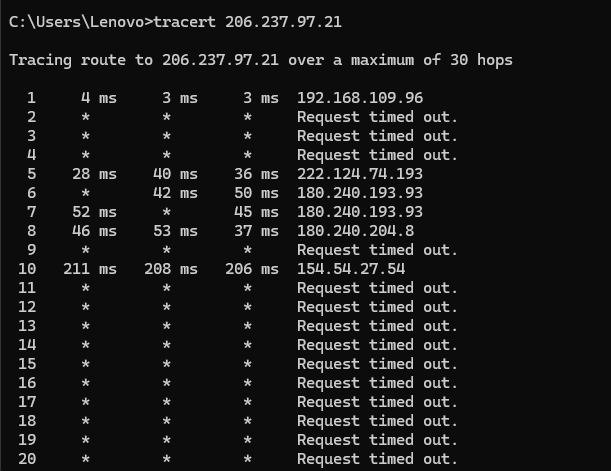 C:\Users\Lenovo>tracert 206.237.97.21
Tracing route to 206.237.97.21 over a maximum of 30 hops
1 4 ms 3 ms 3 ms 192.168.109.96
2 * * * Request timed out.
3 * * * Request timed out.
4 * * * Request timed out.
5 28 ms 40 ms 36 ms 222.124.74.193
6 * 42 ms 50 ms 180.240.193.93
7 52 ms * 45 ms 180.240.193.93
8 46 ms 53 ms 37 ms 180.240.204.8
9 * * * Request timed out.
10 211 ms 208 ms 206 ms 154.54.27.54
11 * * * Request timed out.
12 * * * Request timed out.
13 * * * Request timed out.
14 * * * Request timed out.
15 * * * Request timed out.
16 * * * Request timed out.
17 * * * Request timed out.
18 * * * Request timed out.
19 * * * Request timed out.
20 * * * Request timed out.